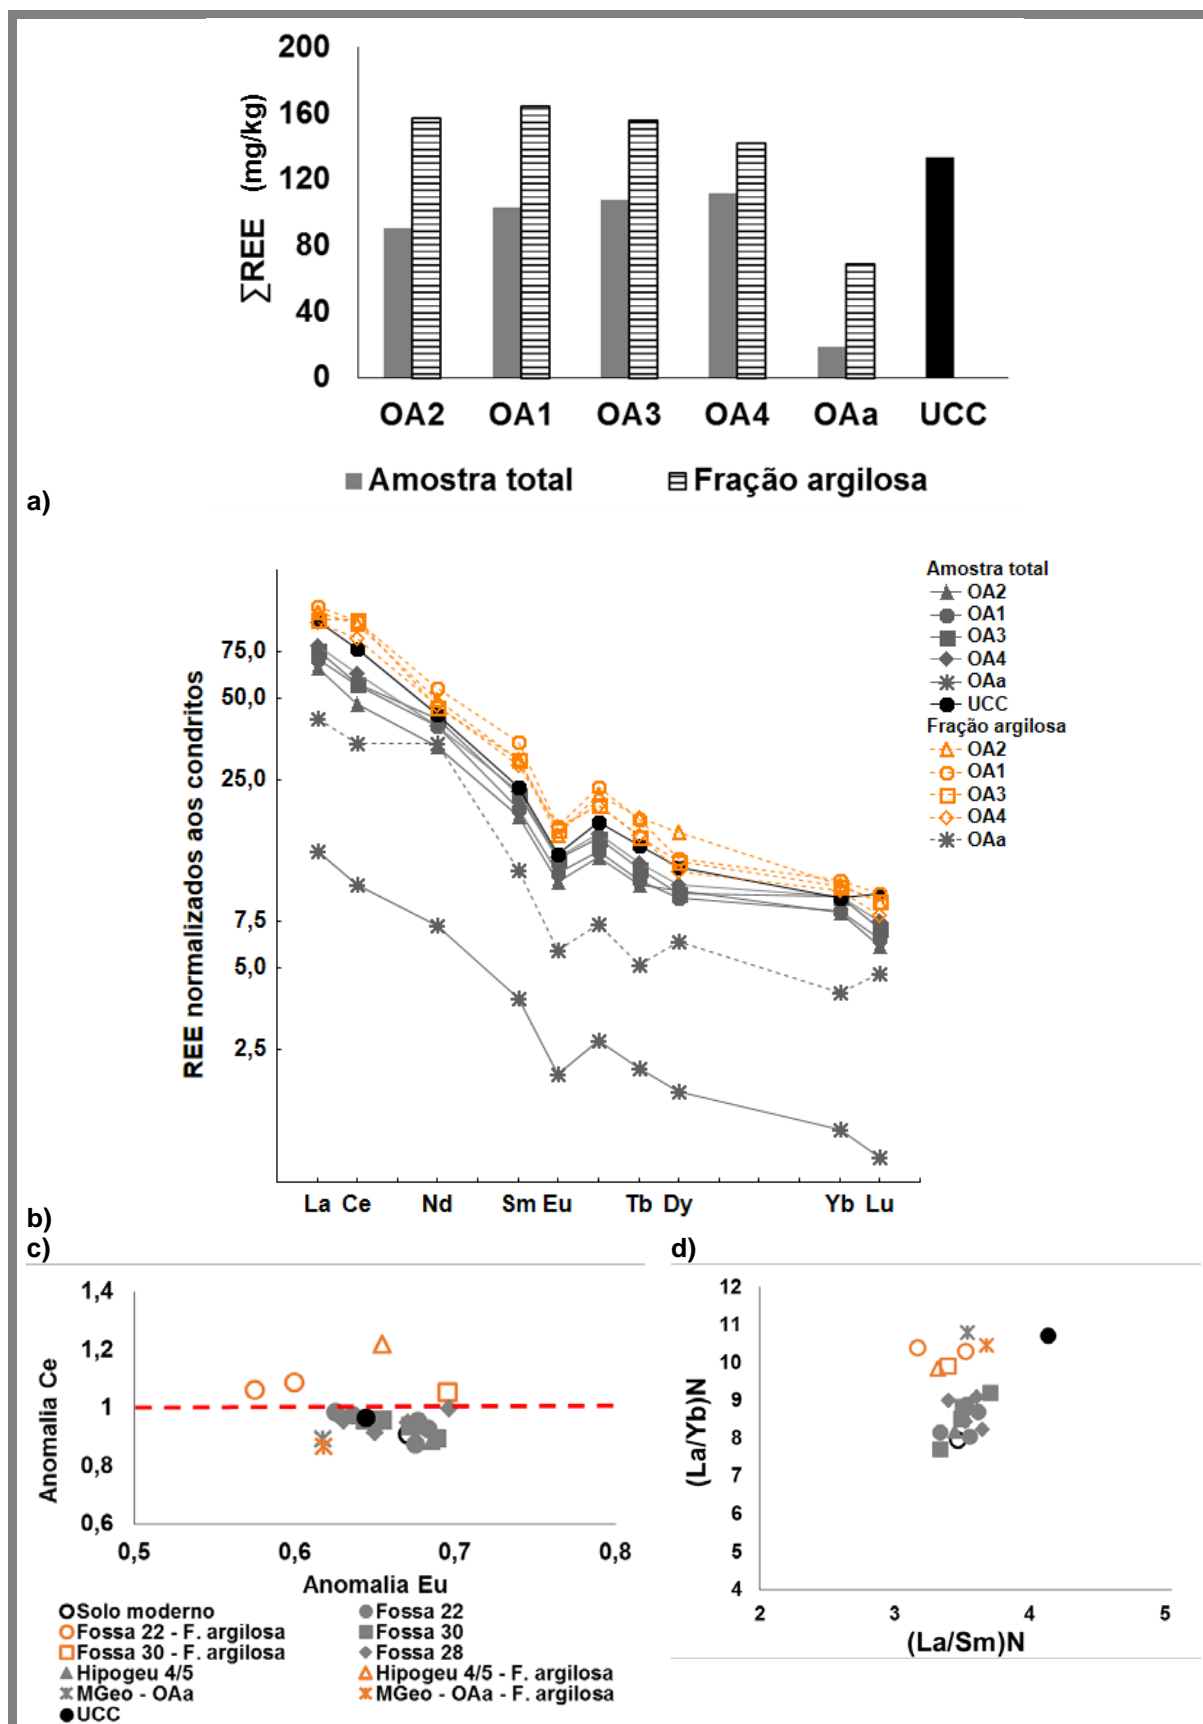 200
160
120
80
40
0
∑REE (mg/kg)
OA2 OA1 OA3 OA4 OAa UCC
Amostra total Fração argilosa
a)
Amostra total
OA2
OA1
OA3
OA4
OAa
UCC
Fração argilosa
OA2
OA1
OA3
OA4
OAa
75,0
50,0
25,0
7,5
5,0
2,5
REE normalizados aos condritos
La Ce Nd Sm Eu Tb Dy Yb Lu
b)
c)
1,4
1,2
1
0,8
0,6
Anomalia Ce
0,5 0,6 0,7 0,8
Anomalia Eu
Solo moderno Fossa 22
Fossa 22 - F. argilosa Fossa 30
Fossa 30 - F. argilosa Fossa 28
Hipogeu 4/5 Hipogeu 4/5 - F. argilosa
MGeo - OAa MGeo - OAa - F. argilosa
UCC
d)
12
11
10
9
8
7
6
5
4
(La/Yb)N
2 3 4 5
(La/Sm)N